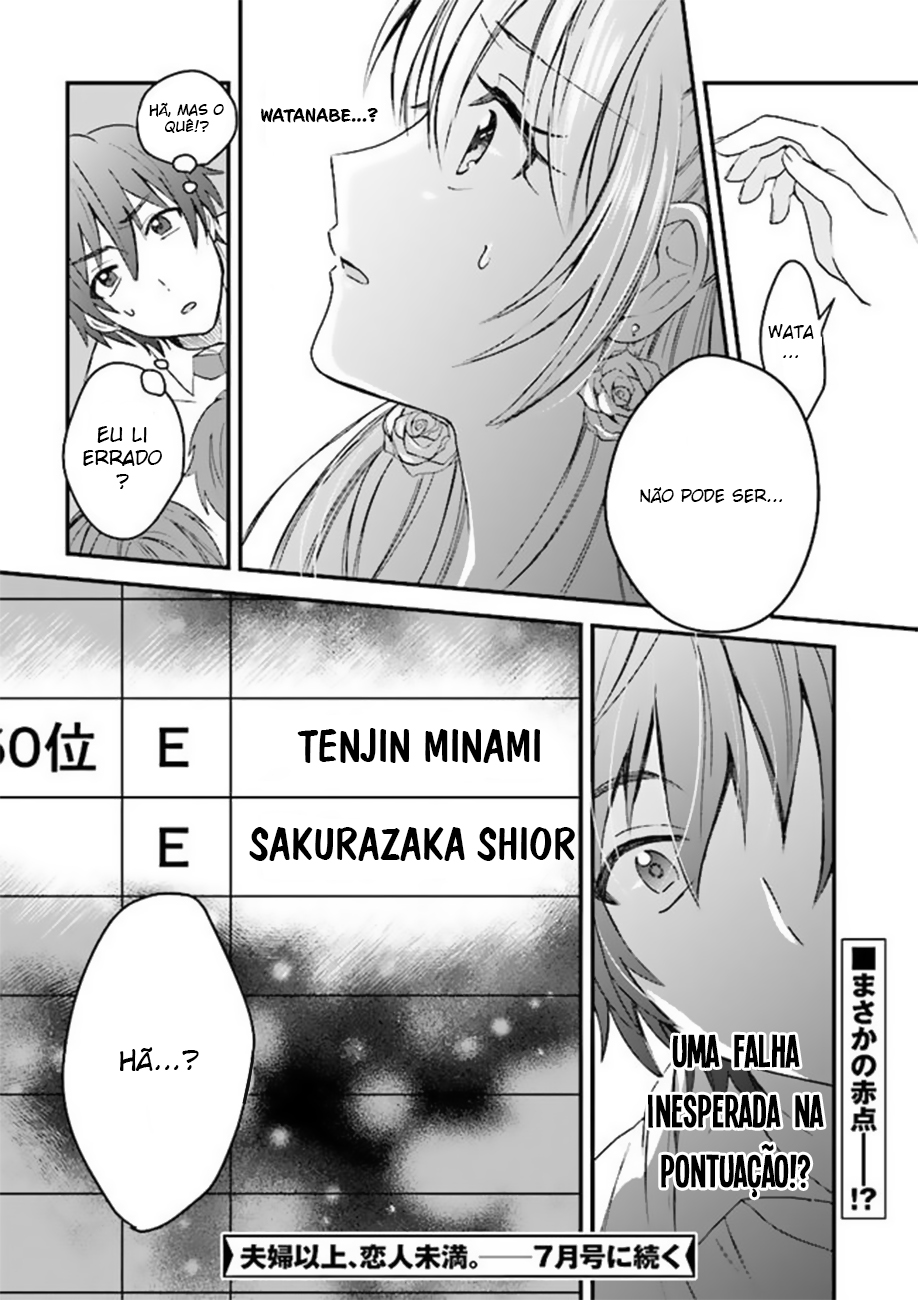 WATA
...
NÃO PODE SER...
WATANABE...?
HÃ, MAS O
QUÊ!?
EU LI
ERRADO
?
60位 E TENJIN MINAMI
E SAKURAZAKA SHIOR
HÃ...?
UMA FALHA
INESPERADA NA
PONTUAÇÃO!?
■まさかの赤点──!?
夫婦以上、恋人未満。──7月号に続く